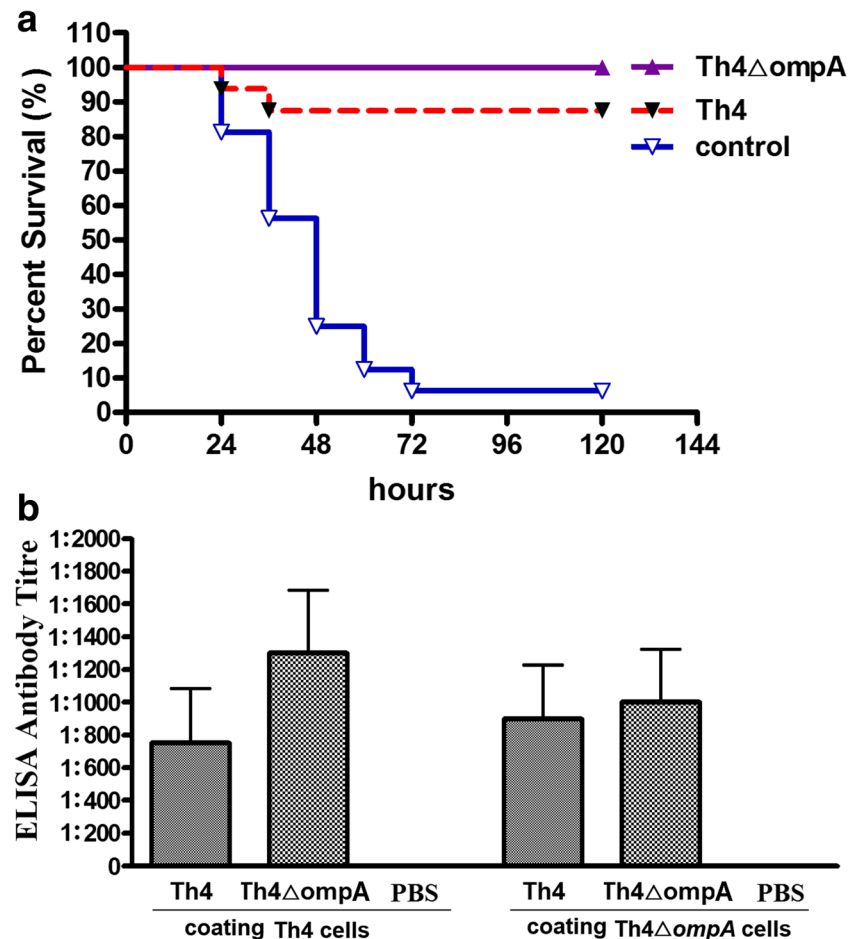 a
110
100
90
80
70
60
50
40
30
20
10
0
Percent Survival (%)
0 24 48 72 96 120 144
hours
Th4△ompA
Th4
control
b
1:2000
1:1800
1:1600
1:1400
1:1200
1:1000
1:800
1:600
1:400
1:200
0
ELISA Antibody Titre
Th4 Th4△ompA PBS Th4 Th4△ompA PBS
coating Th4 cells
coating Th4△ompA cells